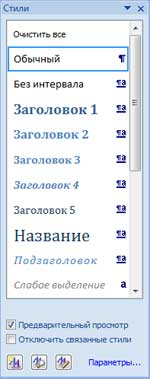 Стили
Очистить все
Обычный ¶
Без интервала ¶a
Заголовок 1 ¶a
Заголовок 2 ¶a
Заголовок 3 ¶a
Заголовок 4 ¶a
Заголовок 5 ¶a
Название ¶a
Подзаголовок ¶a
Слабое выделение a
Предварительный просмотр
Отключить связанные стили
Параметры...